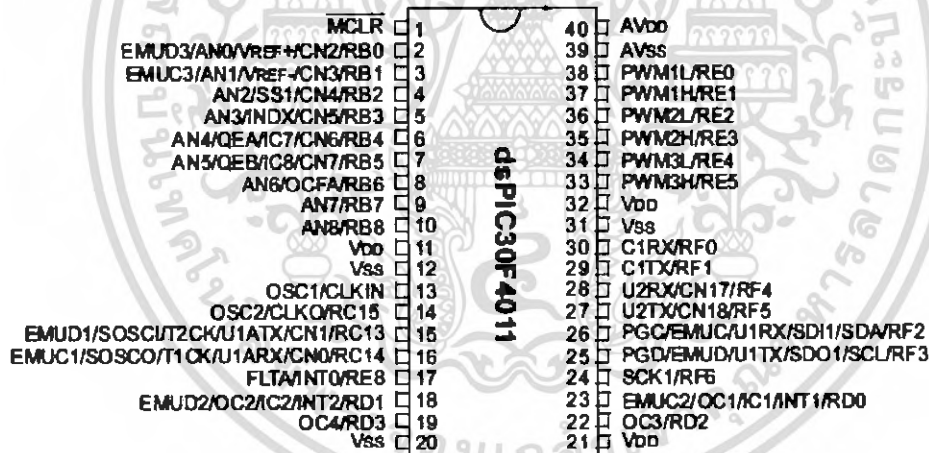 MCLR 1
EMUD3/AN0/VREF+/CN2/RB0 2
EMUC3/AN1/VREF-/CN3/RB1 3
AN2/SS1/CN4/RB2 4
AN3/INDX/CN5/RB3 5
AN4/QEA/IC7/CN6/RB4 6
AN5/QEB/IC8/CN7/RB5 7
AN6/OCFA/RB6 8
AN7/RB7 9
AN8/RB8 10
VDD 11
VSS 12
OSC1/CLKIN 13
OSC2/CLKO/RC15 14
EMUD1/SOSCI/T2CK/U1ATX/CN1/RC13 15
EMUC1/SOSCO/T1CK/U1ARX/CN0/RC14 16
FLTA/INT0/RE8 17
EMUD2/OC2/IC2/INT2/RD1 18
OC4/RD3 19
VSS 20
dsPIC30F4011
40 AVDD
39 AVSS
38 PWM1L/RE0
37 PWM1H/RE1
36 PWM2L/RE2
35 PWM2H/RE3
34 PWM3L/RE4
33 PWM3H/RE5
32 VDD
31 VSS
30 C1RX/RF0
29 C1TX/RF1
28 U2RX/CN17/RF4
27 U2TX/CN18/RF5
26 PGC/EMUC/U1RX/SDI1/SDA/RF2
25 PGD/EMUD/U1TX/SDO1/SCL/RF3
24 SCK1/RF6
23 EMUC2/OC1/IC1/INT1/RD0
22 OC3/RD2
21 VDD